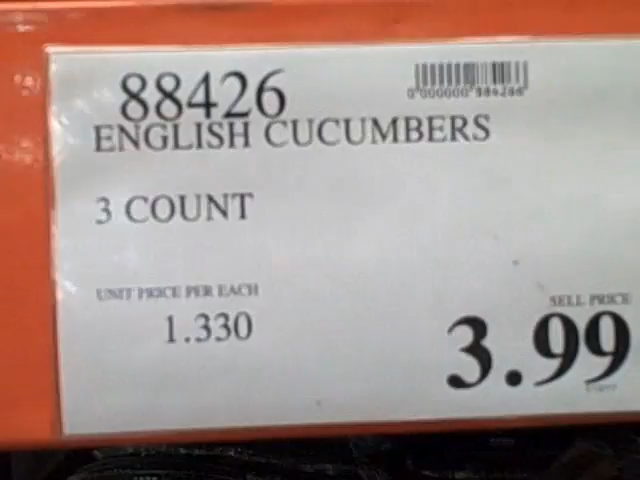 88426
ENGLISH CUCUMBERS
3 COUNT
UNIT PRICE PER EACH
1.330
SELL PRICE
3.99